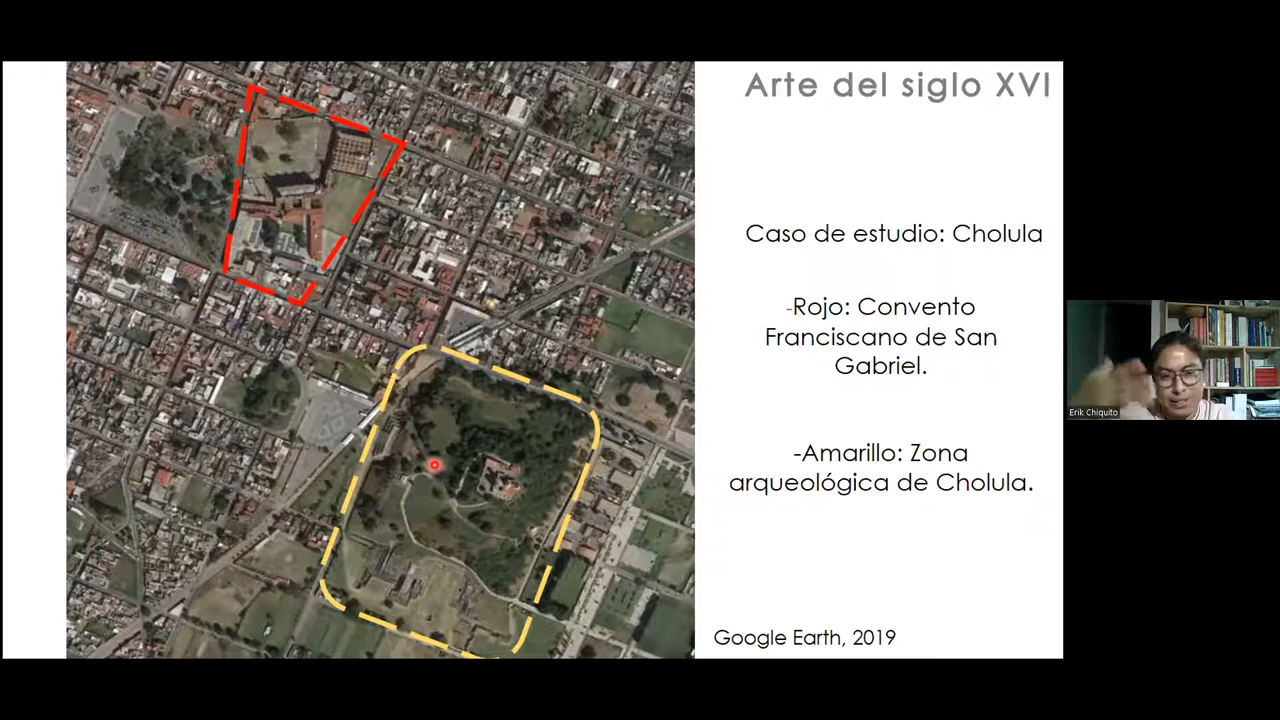 Arte del siglo XVI
Caso de estudio: Cholula
-Rojo: Convento
Franciscano de San
Gabriel.
-Amarillo: Zona
arqueológica de Cholula.
Google Earth, 2019
Erik Chiquito